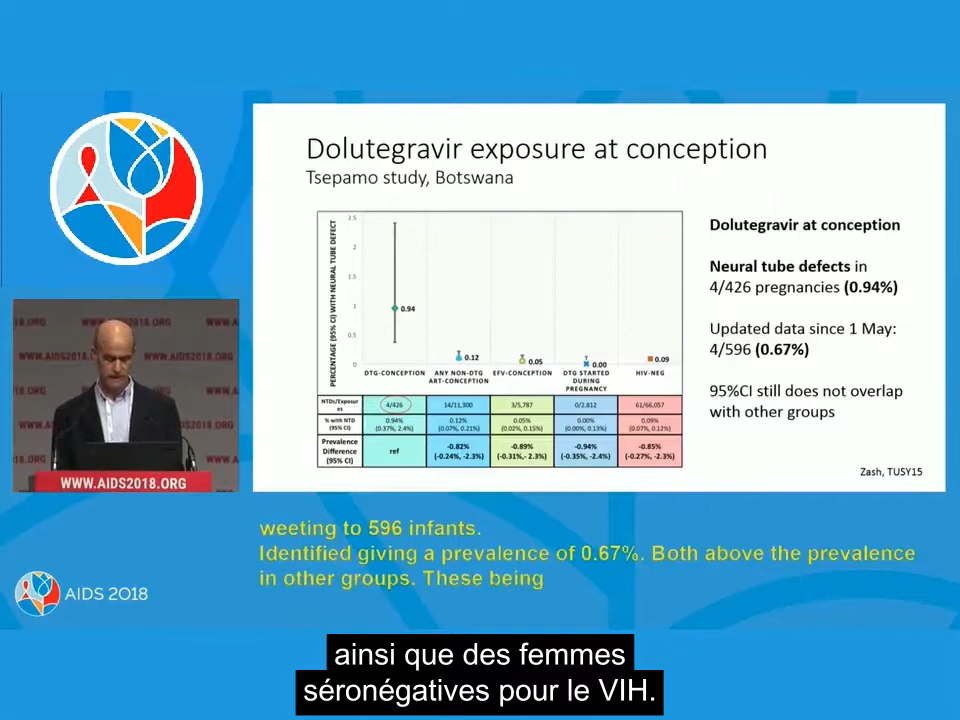 Dolutegravir exposure at conception
Tsepamo study, Botswana
PERCENTAGE (95% CI) WITH NEURAL TUBE DEFECT
2.5
2
1.5
1
0.5
0
0.94
0.12
0.05
0.00
0.09
DTG-CONCEPTION
ANY NON-DTG ART-CONCEPTION
EFV-CONCEPTION
DTG STARTED DURING PREGNANCY
HIV-NEG
NTDs/Exposures 4/426 14/11,300 3/5,787 0/2,812 61/66,057
% with NTD (95% CI) 0.94% (0.37%, 2.4%) 0.12% (0.07%, 0.21%) 0.05% (0.02%, 0.15%) 0.00% (0.00%, 0.13%) 0.09% (0.07%, 0.12%)
Prevalence Difference (95% CI) ref -0.82% (-0.24%, -2.3%) -0.89% (-0.31%,- 2.3%) -0.94% (-0.35%, -2.4%) -0.85% (-0.27%, -2.3%)
Dolutegravir at conception
Neural tube defects in
4/426 pregnancies (0.94%)
Updated data since 1 May:
4/596 (0.67%)
95%CI still does not overlap
with other groups
Zash, TUSY15
WWW.AIDS2018.ORG
weeting to 596 infants.
Identified giving a prevalence of 0.67%. Both above the prevalence
in other groups. These being
AIDS 2018
ainsi que des femmes
séronégatives pour le VIH.